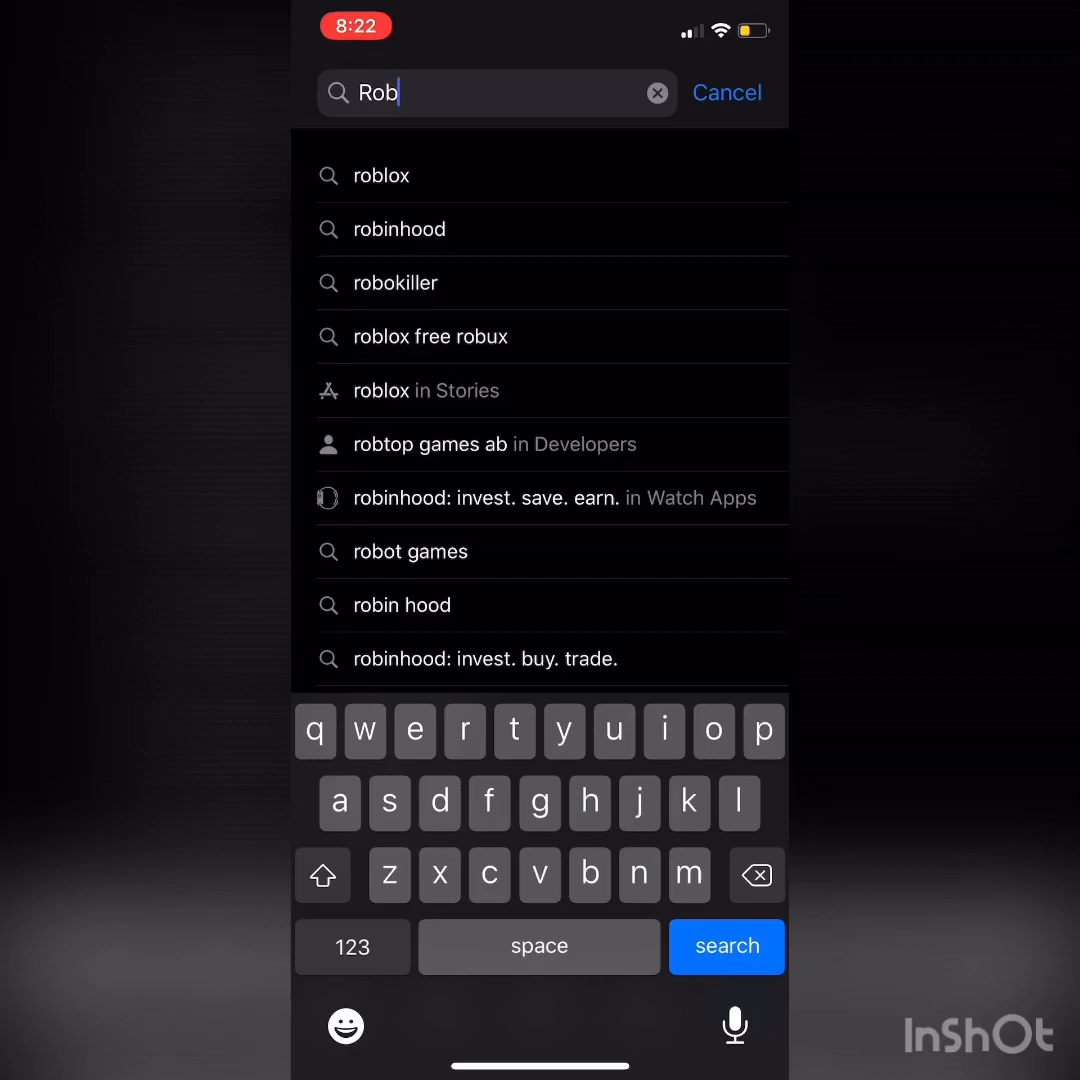 8:22
Rob
Cancel
roblox
robinhood
robokiller
roblox free robux
roblox in Stories
robtop games ab in Developers
robinhood: invest. save. earn. in Watch Apps
robot games
robin hood
robinhood: invest. buy. trade.
q w e r t y u i o p
a s d f g h j k l
z x c v b n m
123 space search
InShOt